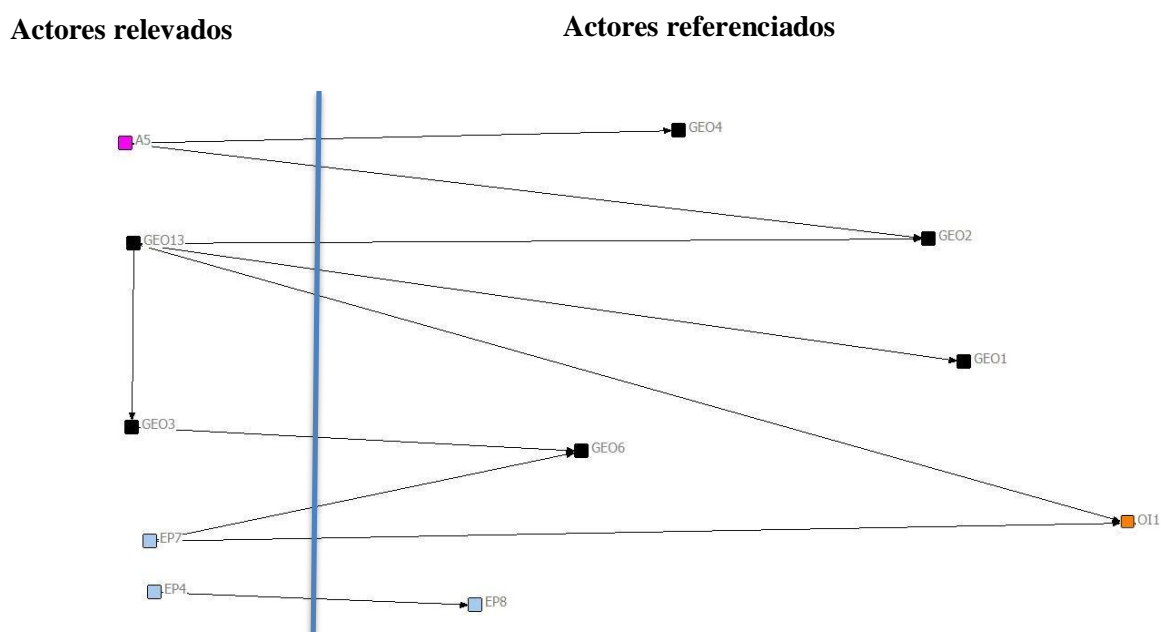 Actores relevados
Actores referenciados
A5
GEO4
GEO13
GEO2
GEO1
GEO3
GEO6
OI1
EP7
EP4
EP8